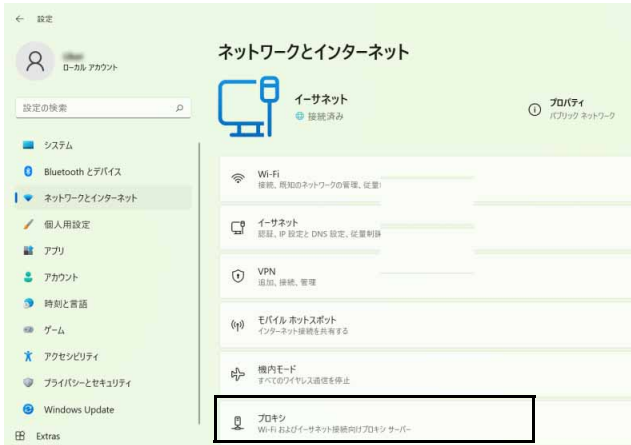 ← 設定
ローカル アカウント
設定の検索
システム
Bluetooth とデバイス
ネットワークとインターネット
個人用設定
アプリ
アカウント
時刻と言語
ゲーム
アクセシビリティ
プライバシーとセキュリティ
Windows Update
Extras
ネットワークとインターネット
イーサネット
接続済み
プロパティ
パブリック ネットワーク
Wi-Fi
接続、既知のネットワークの管理、従量
イーサネット
認証、IP 設定と DNS 設定、従量制課
VPN
追加、接続、管理
モバイル ホットスポット
インターネット接続を共有する
機内モード
すべてのワイヤレス通信を停止
プロキシ
Wi-Fi およびイーサネット接続向けプロキシ サーバー